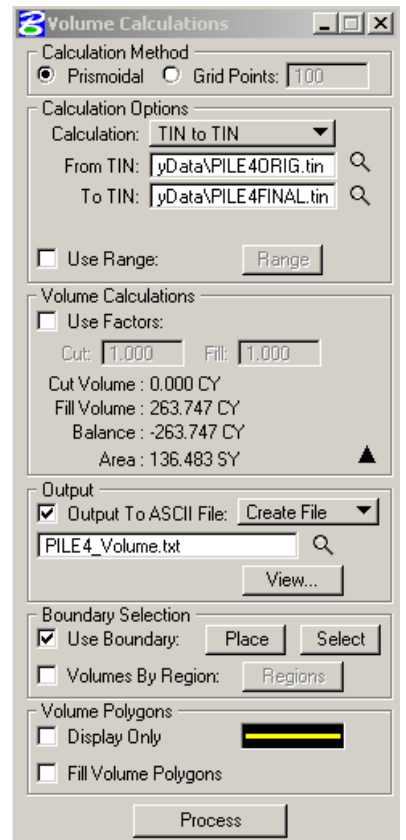 Volume Calculations
Calculation Method
Prismoidal Grid Points: 100
Calculation Options
Calculation: TIN to TIN
From TIN: yData\PILE4ORIG.tin
To TIN: yData\PILE4FINAL.tin
Use Range: Range
Volume Calculations
Use Factors:
Cut: 1.000 Fill: 1.000
Cut Volume : 0.000 CY
Fill Volume : 263.747 CY
Balance : -263.747 CY
Area : 136.483 SY
Output
Output To ASCII File: Create File
PILE4_Volume.txt
View...
Boundary Selection
Use Boundary: Place Select
Volumes By Region: Regions
Volume Polygons
Display Only
Fill Volume Polygons
Process